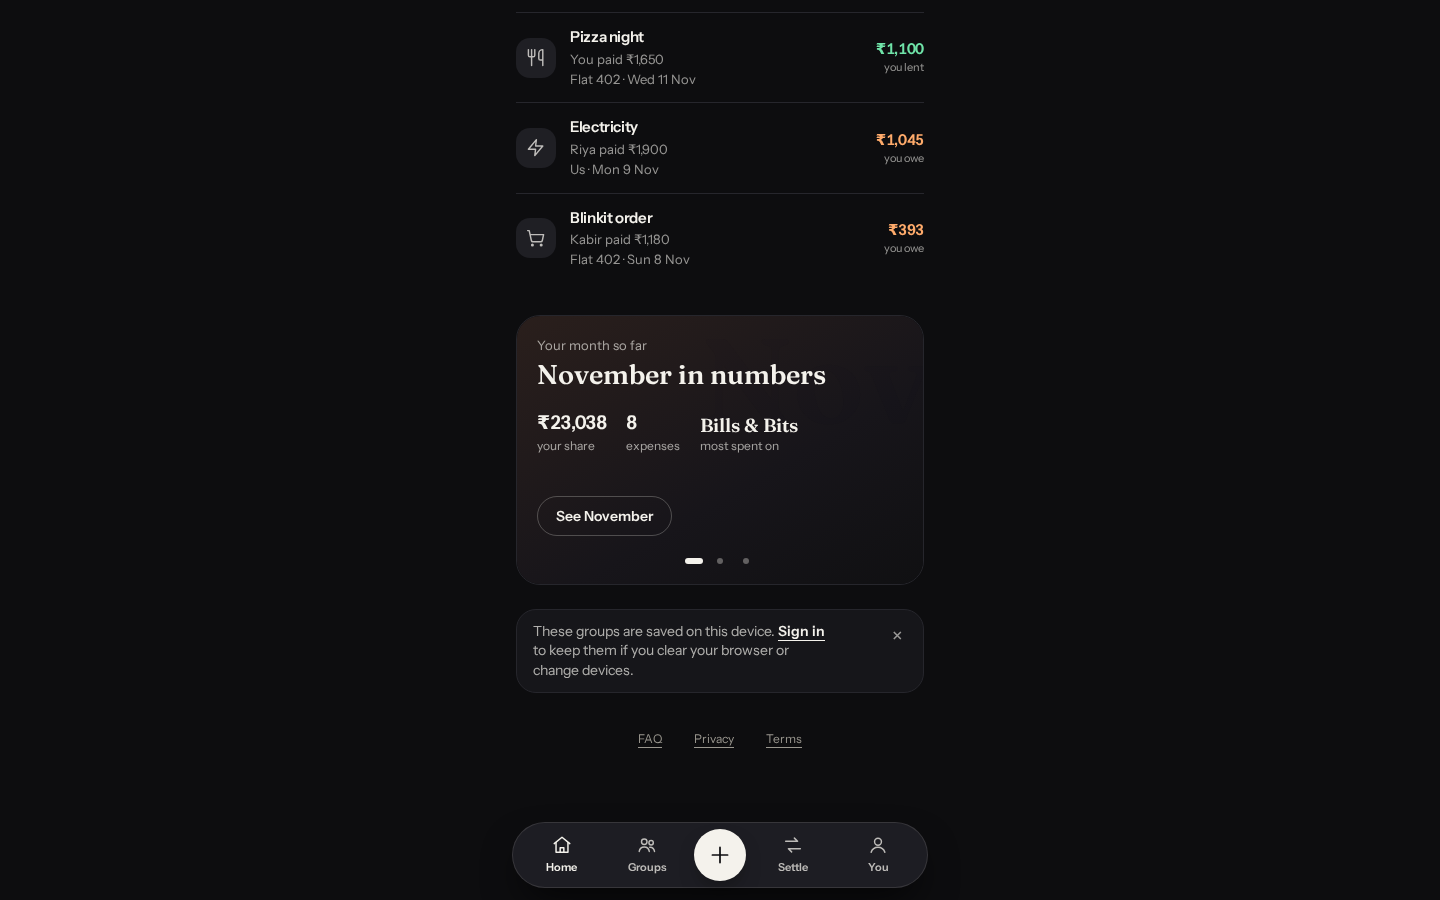 Pizza night
You paid ₹1,650
Flat 402 · Wed 11 Nov
₹1,100
you lent
Electricity
Riya paid ₹1,900
Us · Mon 9 Nov
₹1,045
you owe
Blinkit order
Kabir paid ₹1,180
Flat 402 · Sun 8 Nov
₹393
you owe
Your month so far
November in numbers
₹23,038
your share
8
expenses
Bills & Bits
most spent on
See November
These groups are saved on this device. Sign in
to keep them if you clear your browser or
change devices.
FAQ
Privacy
Terms
Home
Groups
Settle
You